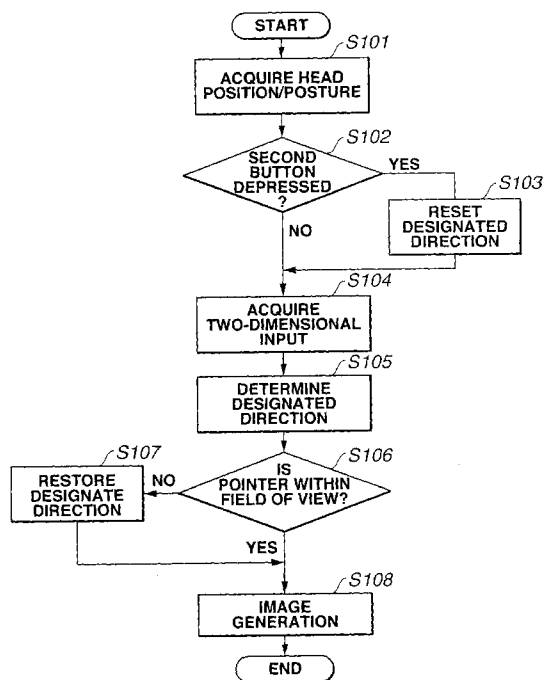 START
S101
ACQUIRE HEAD
POSITION/POSTURE
S102
SECOND
BUTTON
DEPRESSED
?
YES
S103
RESET
DESIGNATED
DIRECTION
NO
S104
ACQUIRE
TWO-DIMENSIONAL
INPUT
S105
DETERMINE
DESIGNATED
DIRECTION
S106
IS
POINTER WITHIN
FIELD OF VIEW?
NO
S107
RESTORE
DESIGNATE
DIRECTION
YES
S108
IMAGE
GENERATION
END